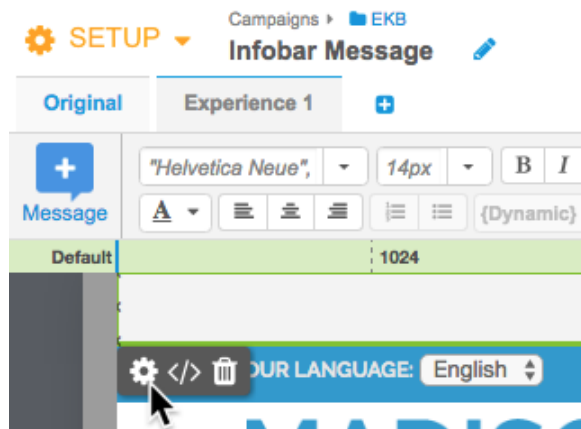 SETUP
Campaigns EKB
Infobar Message
Original Experience 1
"Helvetica Neue", 14px B I
Message A {Dynamic}
Default 1024
</> OUR LANGUAGE: English